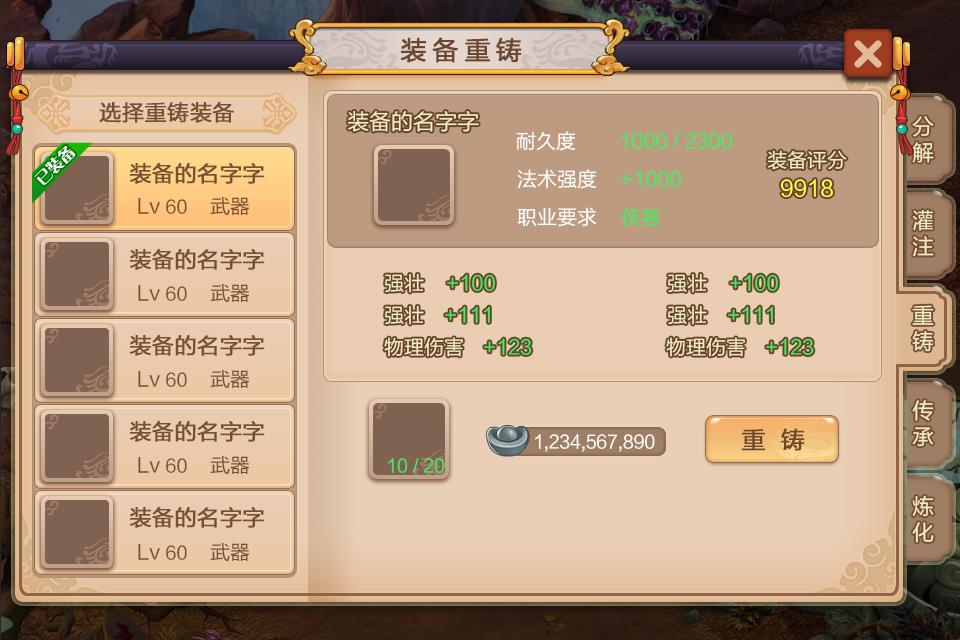 装备重铸
选择重铸装备
已装备
装备的名字字
Lv 60 武器
装备的名字字
Lv 60 武器
装备的名字字
Lv 60 武器
装备的名字字
Lv 60 武器
装备的名字字
Lv 60 武器
装备的名字字
耐久度 1000 / 2300
法术强度 +1000
职业要求 侠客
装备评分
9918
强壮 +100
强壮 +111
物理伤害 +123
强壮 +100
强壮 +111
物理伤害 +123
10 / 20
1,234,567,890
重铸
分解
灌注
重铸
传承
炼化